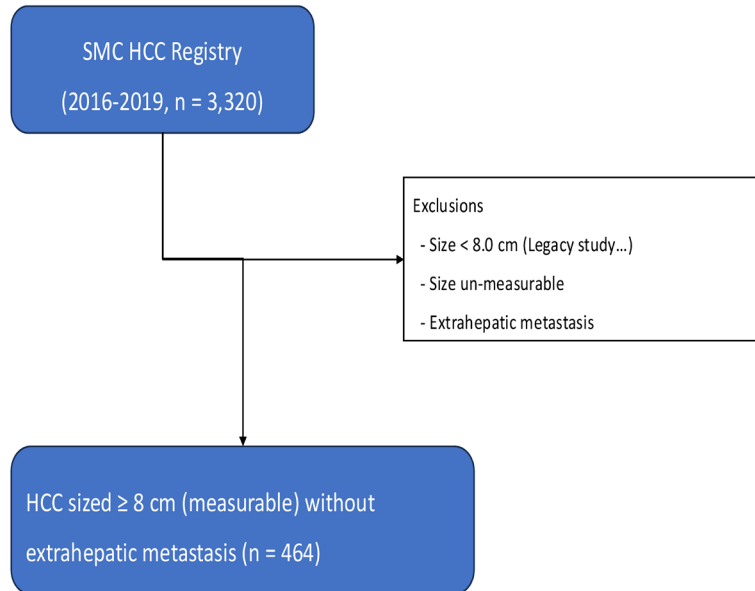 SMC HCC Registry
(2016-2019, n = 3,320)
Exclusions
- Size < 8.0 cm (Legacy study…)
- Size un-measurable
- Extrahepatic metastasis
HCC sized ≥ 8 cm (measurable) without
extrahepatic metastasis (n = 464)